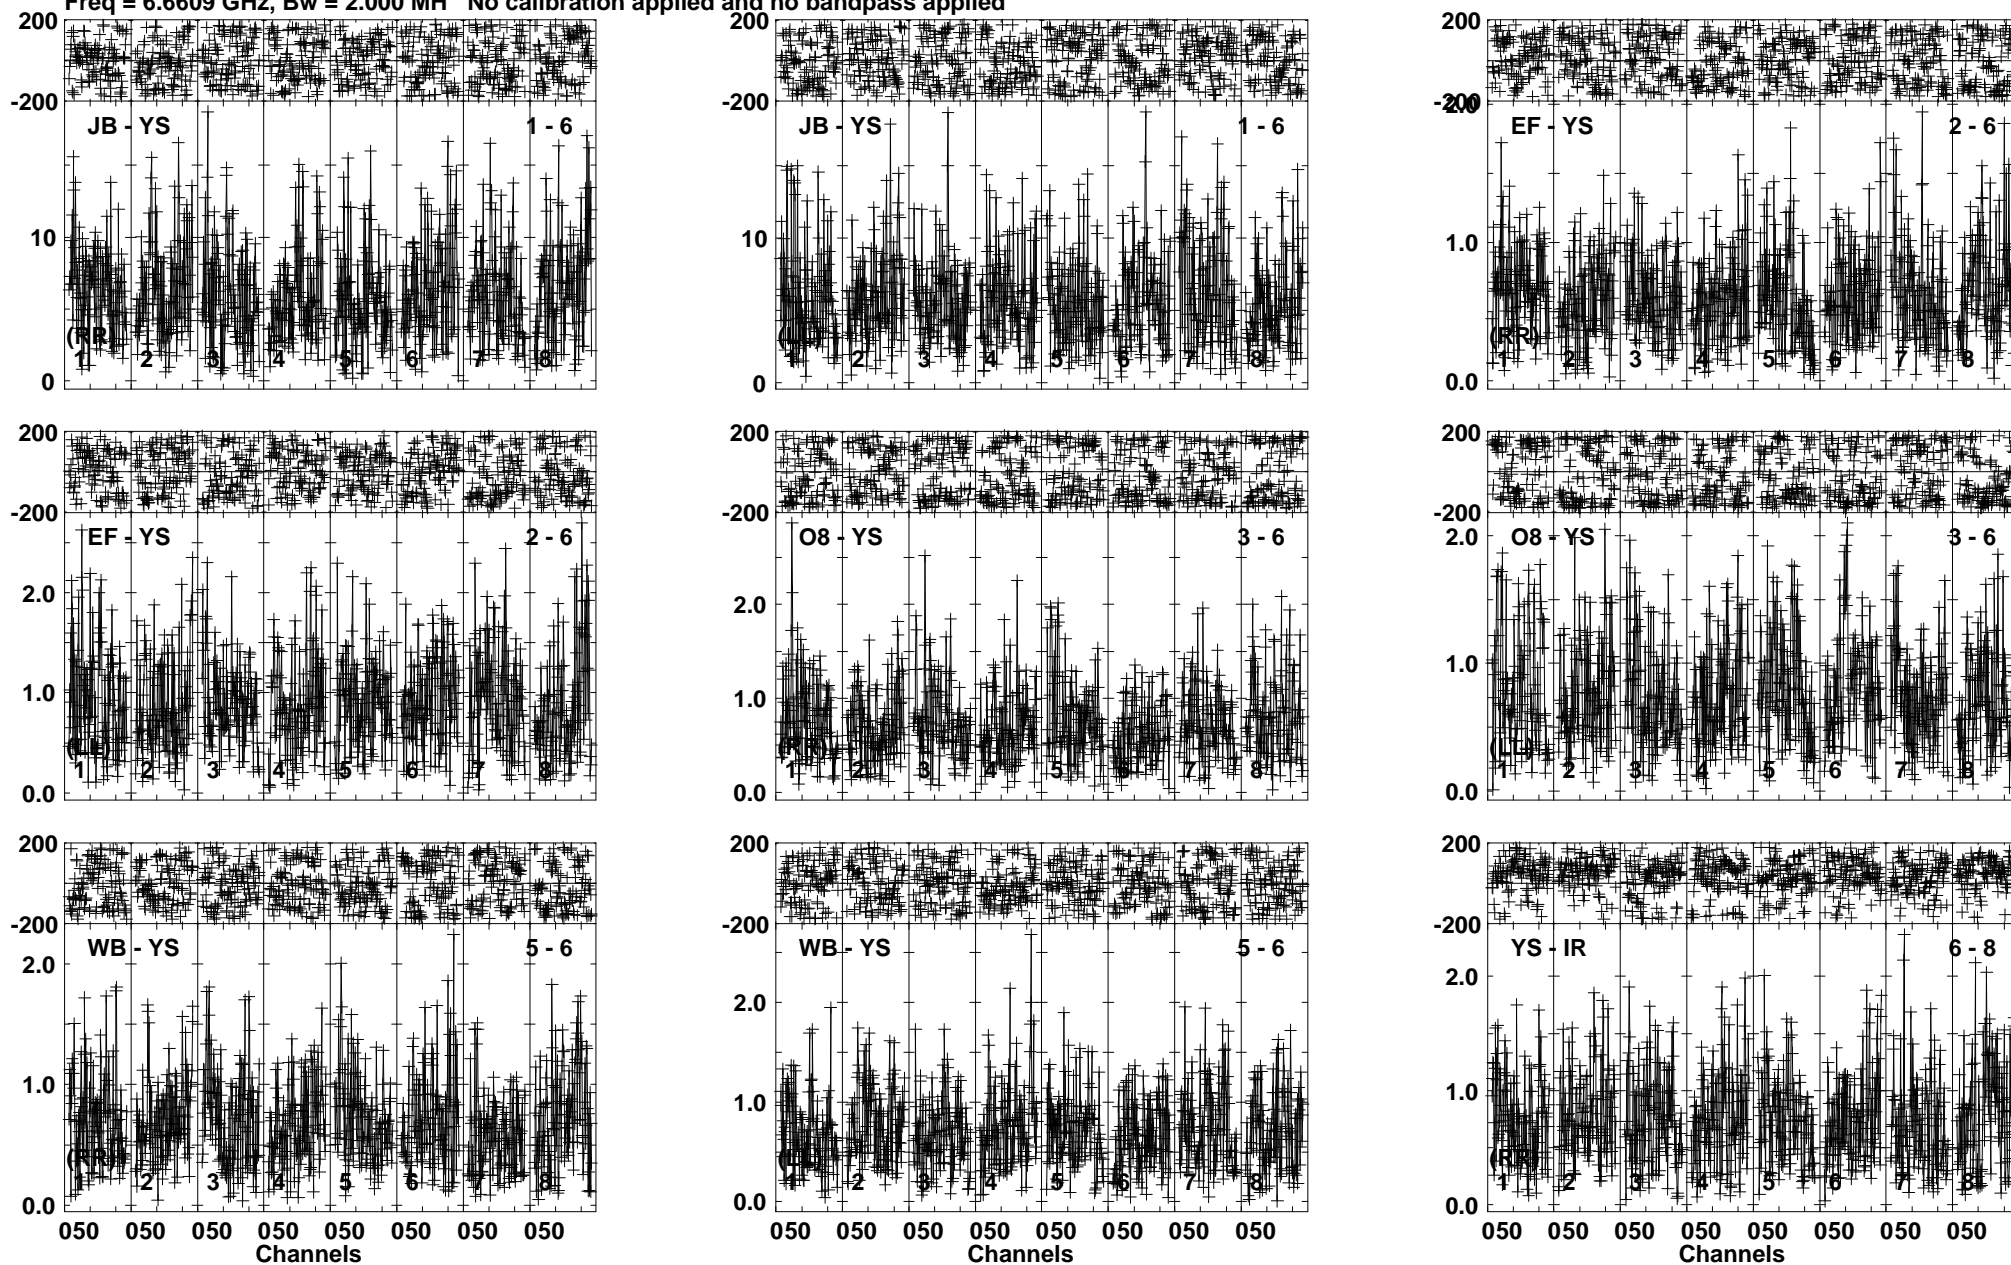 Freq = 6.6609 GHz, Bw = 2.000 MH No calibration applied and no bandpass applied
200 200 200
-200 -200 -200
2.0
JB - YS 1 - 6 JB - YS 1 - 6 EF - YS 2 - 6
10 10 1.0
(RR) (LL) (RR)
1 2 3 4 5 6 7 8 1 2 3 4 5 6 7 8 1 2 3 4 5 6 7 8
0 0 0.0
200 200 200
-200 -200 -200
EF - YS 2 - 6 O8 - YS 3 - 6 O8 - YS 3 - 6
2.0 2.0 2.0
1.0 1.0 1.0
(LL) (RR) (LL)
1 2 3 4 5 6 7 8 1 2 3 4 5 6 7 8 1 2 3 4 5 6 7 8
0.0 0.0 0.0
200 200 200
-200 -200 -200
WB - YS 5 - 6 WB - YS 5 - 6 YS - IR 6 - 8
2.0 2.0 2.0
1.0 1.0 1.0
(RR) (LL) (RR)
1 2 3 4 5 6 7 8 1 2 3 4 5 6 7 8 1 2 3 4 5 6 7 8
0.0 0.0 0.0
050 050 050 050 050 050 050 050 050 050 050 050 050 050 050 050 050 050 050 050 050 050 050 050
Channels Channels Channels